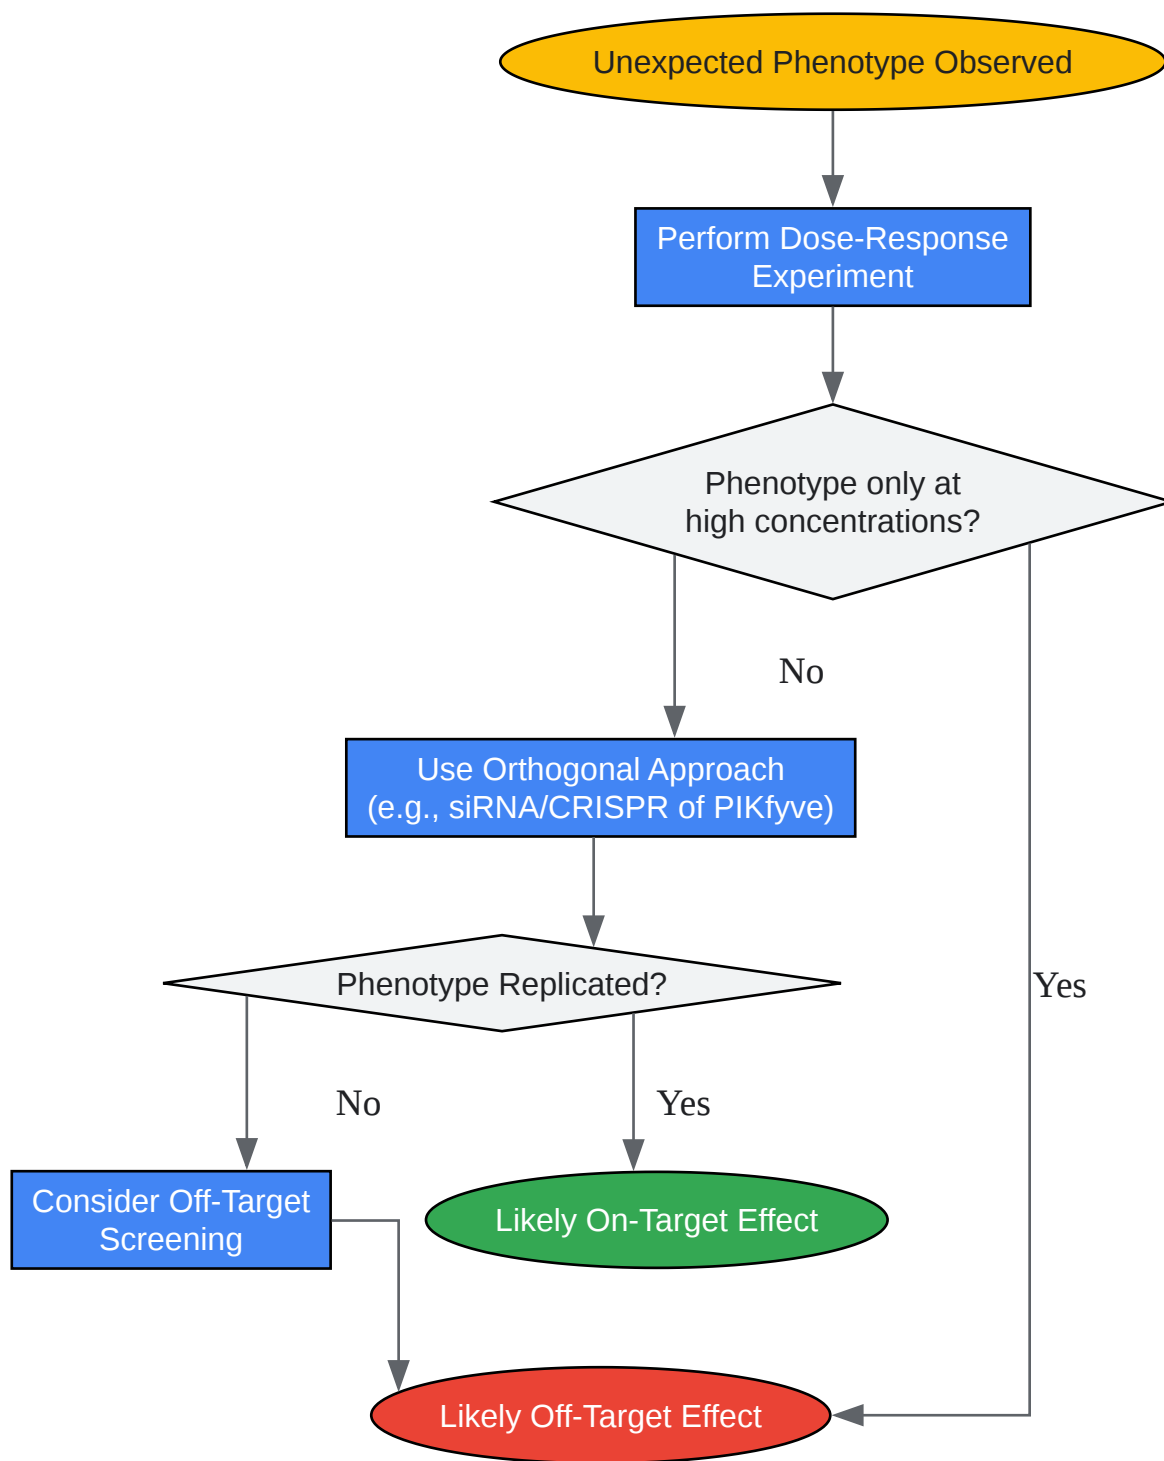 Unexpected Phenotype Observed
Perform Dose-Response
Experiment
Phenotype only at
high concentrations?
No
Use Orthogonal Approach
(e.g., siRNA/CRISPR of PIKfyve)
Phenotype Replicated?
Yes
No
Yes
Consider Off-Target
Screening
Likely On-Target Effect
Likely Off-Target Effect